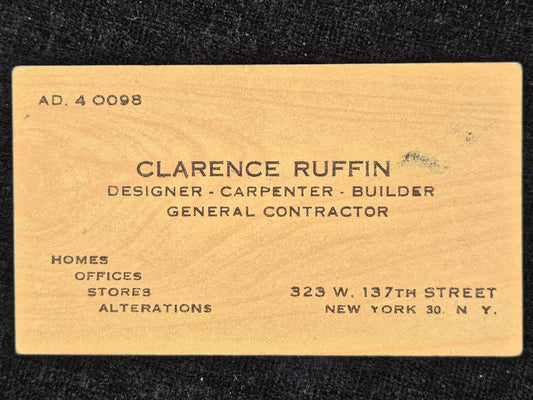 AD. 4 0098
CLARENCE RUFFIN
DESIGNER - CARPENTER - BUILDER
GENERAL CONTRACTOR
HOMES
OFFICES
STORES
ALTERATIONS
323 W. 137TH STREET
NEW YORK 30. N Y.